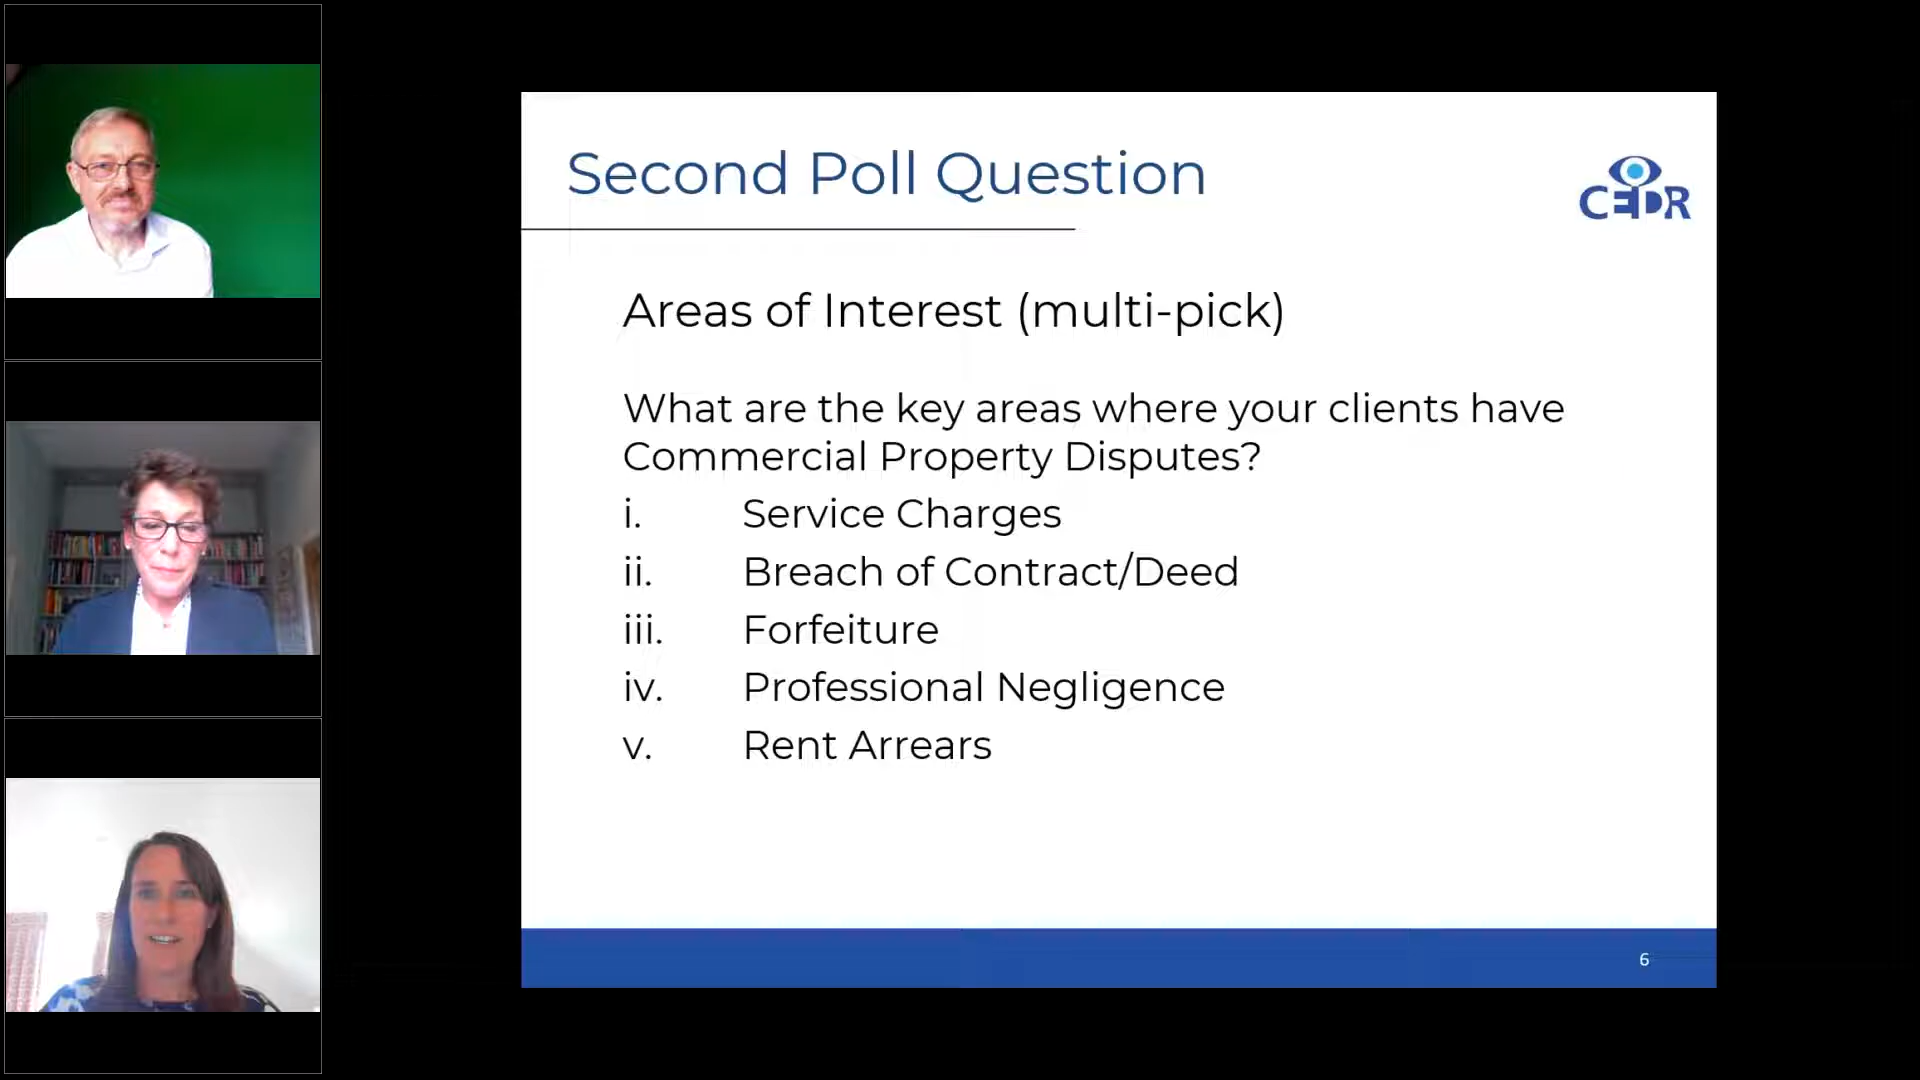 Second Poll Question
CEDR
Areas of Interest (multi-pick)
What are the key areas where your clients have
Commercial Property Disputes?
i. Service Charges
ii. Breach of Contract/Deed
iii. Forfeiture
iv. Professional Negligence
v. Rent Arrears
6